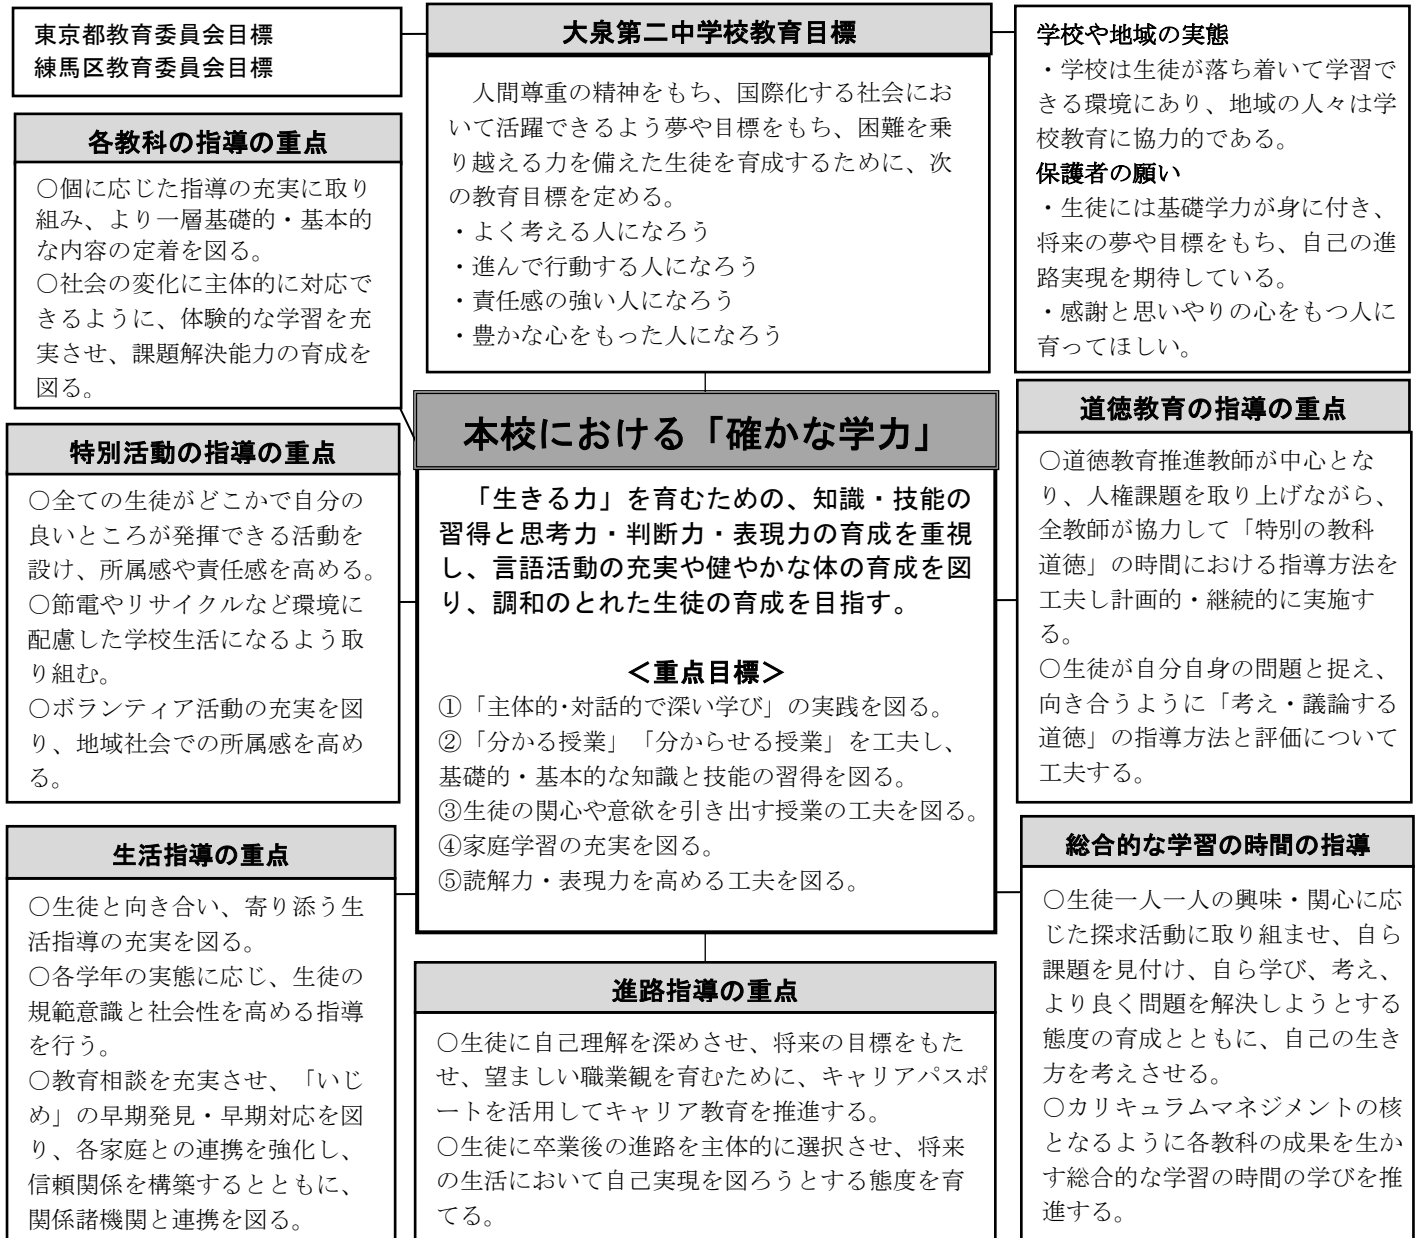 東京都教育委員会目標
練馬区教育委員会目標
大泉第二中学校教育目標
人間尊重の精神をもち、国際化する社会にお
いて活躍できるよう夢や目標をもち、困難を乗
り越える力を備えた生徒を育成するために、次
の教育目標を定める。
・よく考える人になろう
・進んで行動する人になろう
・責任感の強い人になろう
・豊かな心をもった人になろう
学校や地域の実態
・学校は生徒が落ち着いて学習で
きる環境にあり、地域の人々は学
校教育に協力的である。
保護者の願い
・生徒には基礎学力が身に付き、
将来の夢や目標をもち、自己の進
路実現を期待している。
・感謝と思いやりの心をもつ人に
育ってほしい。
各教科の指導の重点
○個に応じた指導の充実に取り
組み、より一層基礎的・基本的
な内容の定着を図る。
○社会の変化に主体的に対応で
きるように、体験的な学習を充
実させ、課題解決能力の育成を
図る。
本校における「確かな学力」
「生きる力」を育むための、知識・技能の
習得と思考力・判断力・表現力の育成を重視
し、言語活動の充実や健やかな体の育成を図
り、調和のとれた生徒の育成を目指す。
＜重点目標＞
①「主体的･対話的で深い学び」の実践を図る。
②「分かる授業」「分からせる授業」を工夫し、
基礎的・基本的な知識と技能の習得を図る。
③生徒の関心や意欲を引き出す授業の工夫を図る。
④家庭学習の充実を図る。
⑤読解力・表現力を高める工夫を図る。
道徳教育の指導の重点
○道徳教育推進教師が中心とな
り、人権課題を取り上げながら、
全教師が協力して「特別の教科
道徳」の時間における指導方法を
工夫し計画的・継続的に実施す
る。
○生徒が自分自身の問題と捉え、
向き合うように「考え・議論する
道徳」の指導方法と評価について
工夫する。
特別活動の指導の重点
○全ての生徒がどこかで自分の
良いところが発揮できる活動を
設け、所属感や責任感を高める。
○節電やリサイクルなど環境に
配慮した学校生活になるよう取
り組む。
○ボランティア活動の充実を図
り、地域社会での所属感を高め
る。
生活指導の重点
○生徒と向き合い、寄り添う生
活指導の充実を図る。
○各学年の実態に応じ、生徒の
規範意識と社会性を高める指導
を行う。
○教育相談を充実させ、「いじ
め」の早期発見・早期対応を図
り、各家庭との連携を強化し、
信頼関係を構築するとともに、
関係諸機関と連携を図る。
進路指導の重点
○生徒に自己理解を深めさせ、将来の目標をもた
せ、望ましい職業観を育むために、キャリアパスポ
ートを活用してキャリア教育を推進する。
○生徒に卒業後の進路を主体的に選択させ、将来
の生活において自己実現を図ろうとする態度を育
てる。
総合的な学習の時間の指導
○生徒一人一人の興味・関心に応
じた探求活動に取り組ませ、自ら
課題を見付け、自ら学び、考え、
より良く問題を解決しようとする
態度の育成とともに、自己の生き
方を考えさせる。
○カリキュラムマネジメントの核
となるように各教科の成果を生か
す総合的な学習の時間の学びを推
進する。